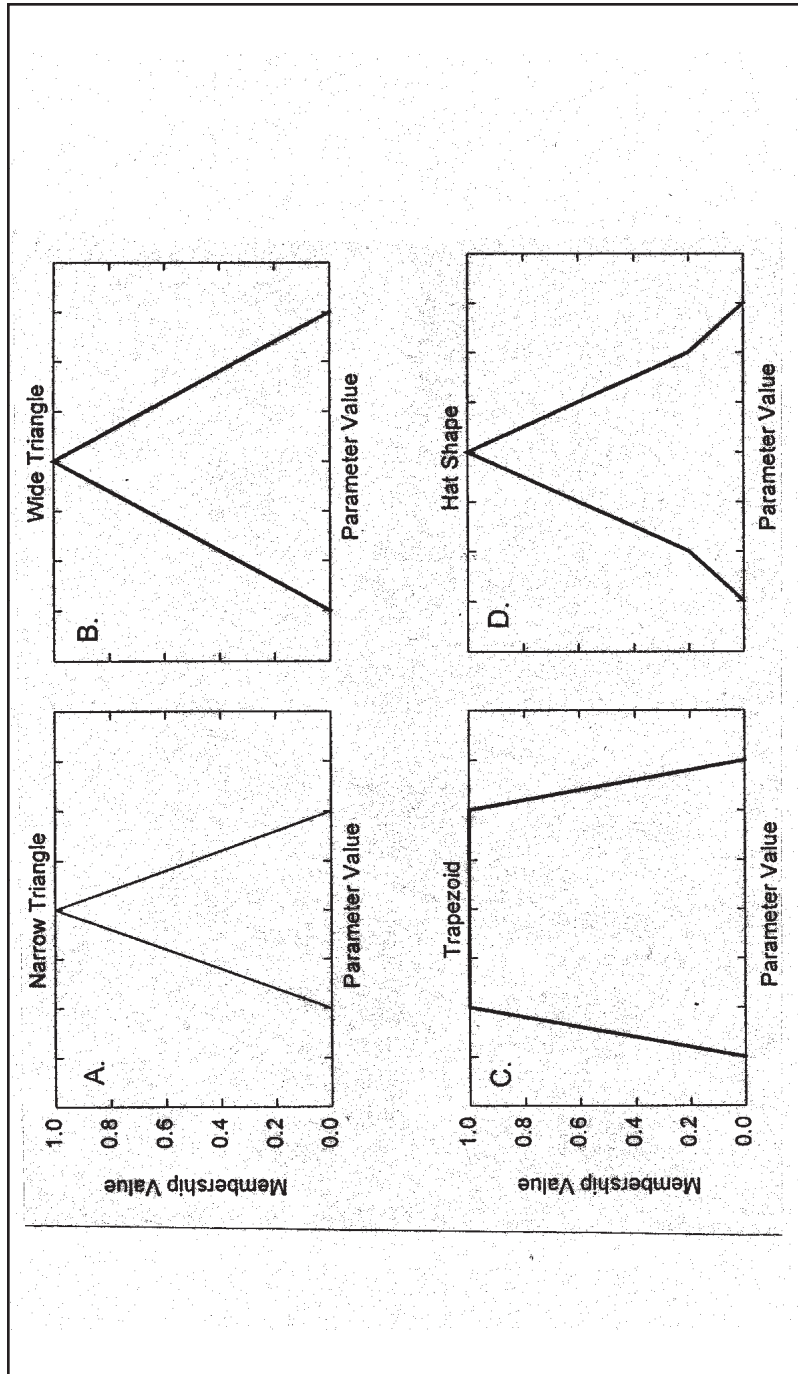 Narrow Triangle
A.
Membership Value
1.0
0.8
0.6
0.4
0.2
0.0
Parameter Value
Wide Triangle
B.
Parameter Value
Trapezoid
C.
Membership Value
1.0
0.8
0.6
0.4
0.2
0.0
Parameter Value
Hat Shape
D.
Parameter Value